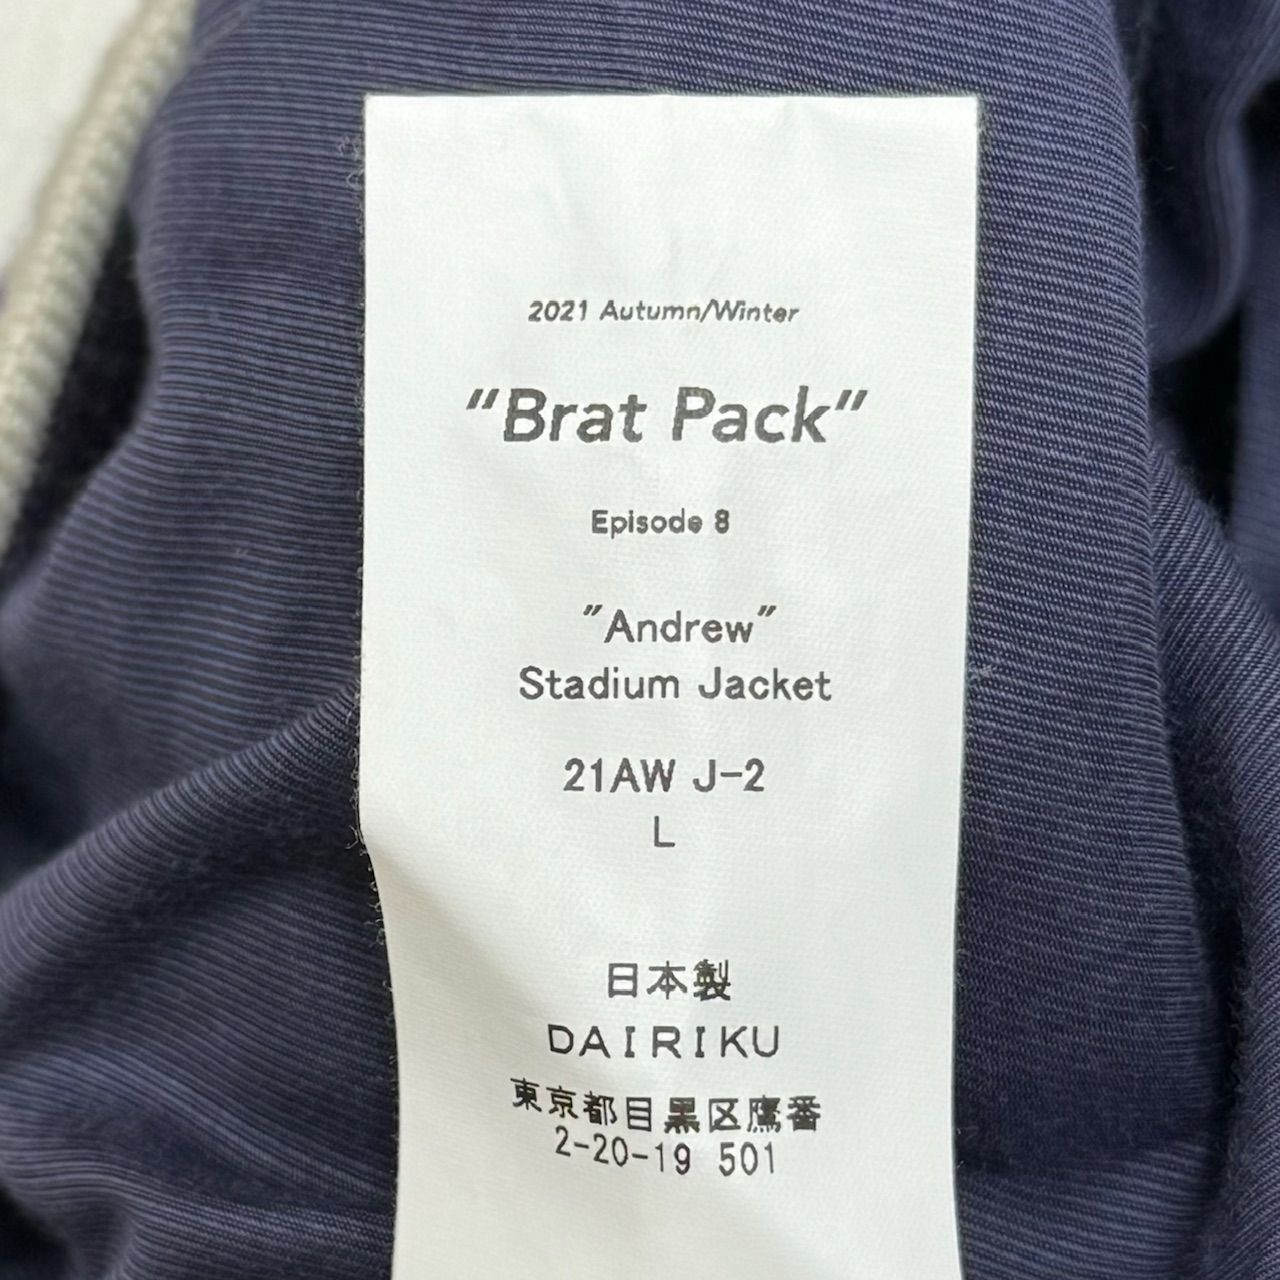 2021 Autumn/Winter
"Brat Pack"
Episode 8
"Andrew"
Stadium Jacket
21AW J-2
L
日本製
DAIRIKU
東京都目黒区鷹番
2-20-19 501